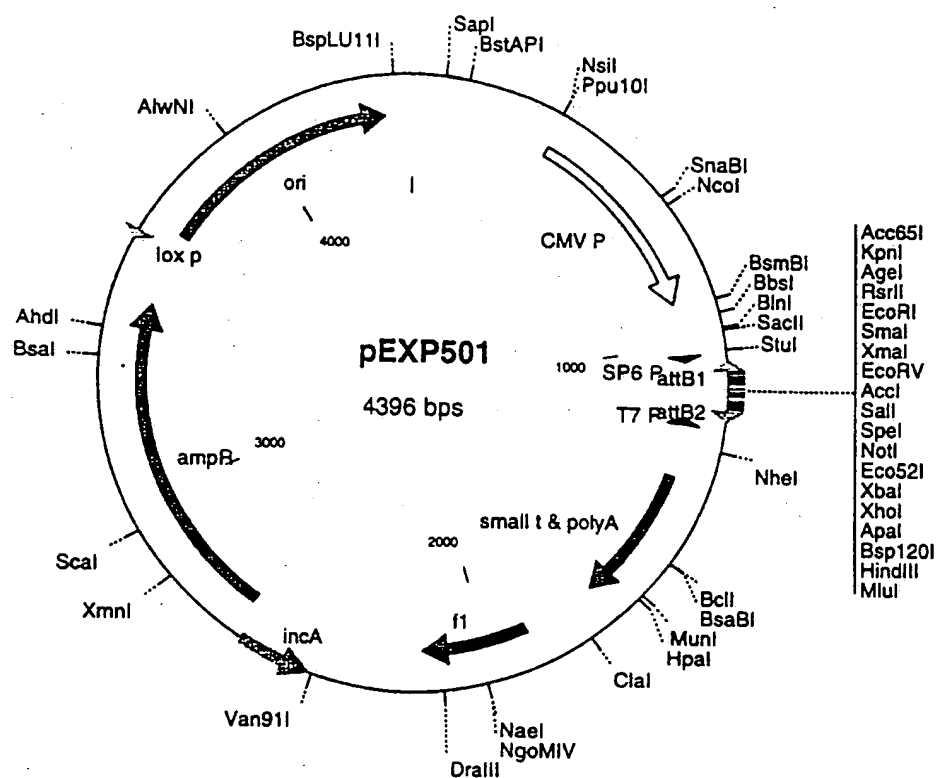 SapI
BspLU11I
BstAPI
NsiI
Ppu10I
AlwNI
SnaBI
NcoI
ori
4000
CMV P
lox p
BsmBI
BbsI
BlnI
SacII
StuI
AhdI
BsaI
pEXP501
4396 bps
1000
SP6 P
attB1
T7 P
attB2
Acc65I
KpnI
AgeI
RsrII
EcoRI
SmaI
XmaI
EcoRV
AccI
SalI
SpeI
NotI
Eco52I
XbaI
XhoI
ApaI
Bsp120I
HindIII
MluI
NheI
3000
ampR
small t & polyA
2000
ScaI
XmnI
BclI
BsaBI
MunI
HpaI
f1
incA
ClaI
Van91I
NaeI
NgoMIV
DraIII